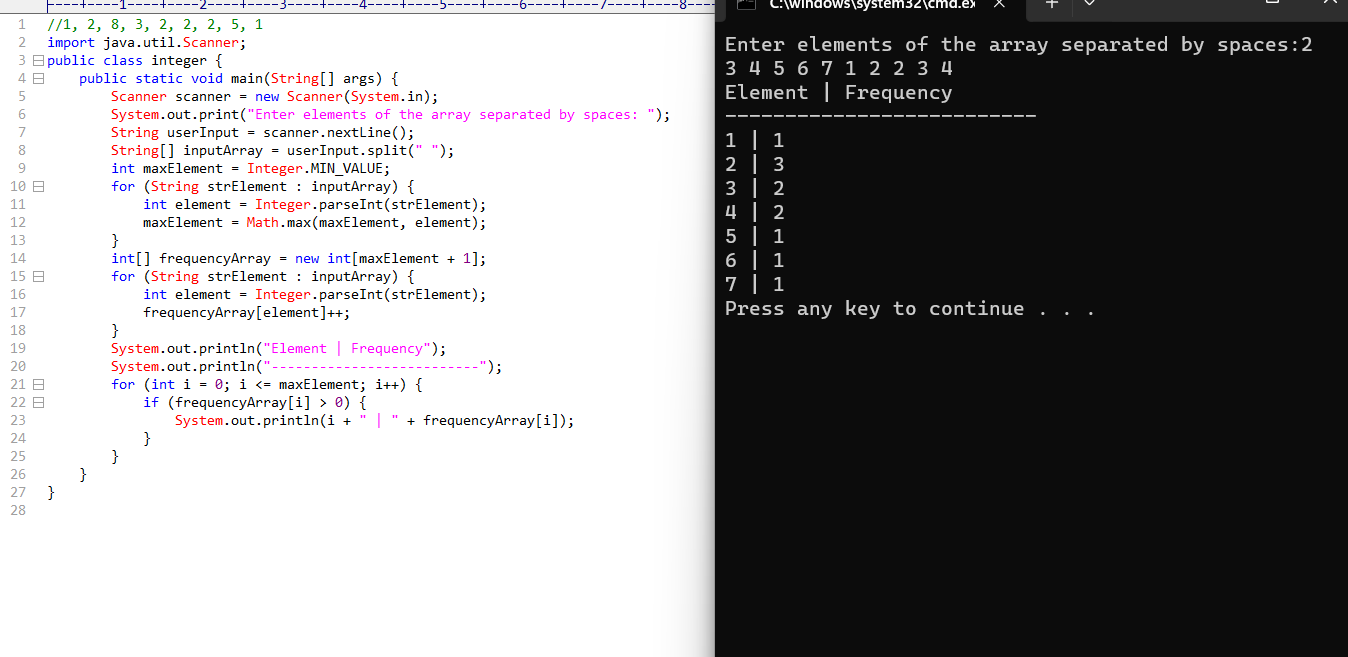 |----+----1----+----2----+----3----+----4----+----5----+----6----+----7----+----8----
1 //1, 2, 8, 3, 2, 2, 2, 5, 1
2 import java.util.Scanner;
3 public class integer {
4     public static void main(String[] args) {
5         Scanner scanner = new Scanner(System.in);
6         System.out.print("Enter elements of the array separated by spaces: ");
7         String userInput = scanner.nextLine();
8         String[] inputArray = userInput.split(" ");
9         int maxElement = Integer.MIN_VALUE;
10         for (String strElement : inputArray) {
11             int element = Integer.parseInt(strElement);
12             maxElement = Math.max(maxElement, element);
13         }
14         int[] frequencyArray = new int[maxElement + 1];
15         for (String strElement : inputArray) {
16             int element = Integer.parseInt(strElement);
17             frequencyArray[element]++;
18         }
19         System.out.println("Element | Frequency");
20         System.out.println("--------------------------");
21         for (int i = 0; i <= maxElement; i++) {
22             if (frequencyArray[i] > 0) {
23                 System.out.println(i + " | " + frequencyArray[i]);
24             }
25         }
26     }
27 }
28
C:\windows\system32\cmd.ex
Enter elements of the array separated by spaces:2
3 4 5 6 7 1 2 2 3 4
Element | Frequency
--------------------------
1 | 1
2 | 3
3 | 2
4 | 2
5 | 1
6 | 1
7 | 1
Press any key to continue . . .